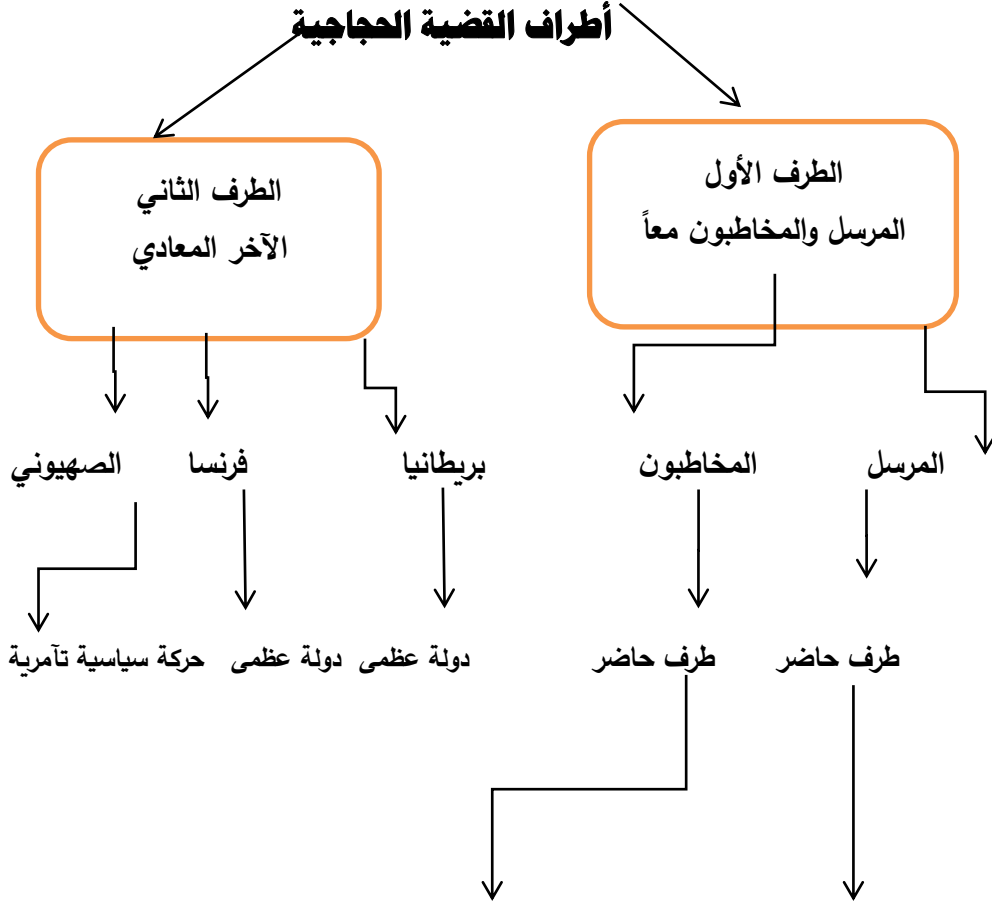 أطراف القضية الحجاجية
الطرف الأول
المرسل والمخاطبون معاً
الطرف الثاني
الآخر المعادي
المرسل
المخاطبون
بريطانيا
فرنسا
الصهيوني
طرف حاضر
طرف حاضر
دولة عظمى
دولة عظمى
حركة سياسية تآمرية